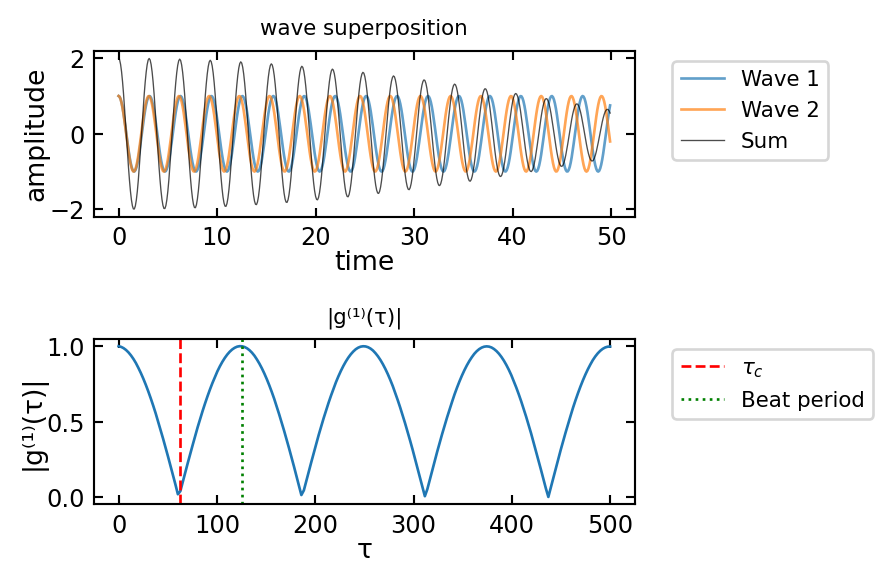 wave superposition
amplitude
2
0
−2
0 10 20 30 40 50
time
Wave 1
Wave 2
Sum
|g⁽¹⁾(τ)|
|g⁽¹⁾(τ)|
1.0
0.5
0.0
0 100 200 300 400 500
τ
τc
Beat period